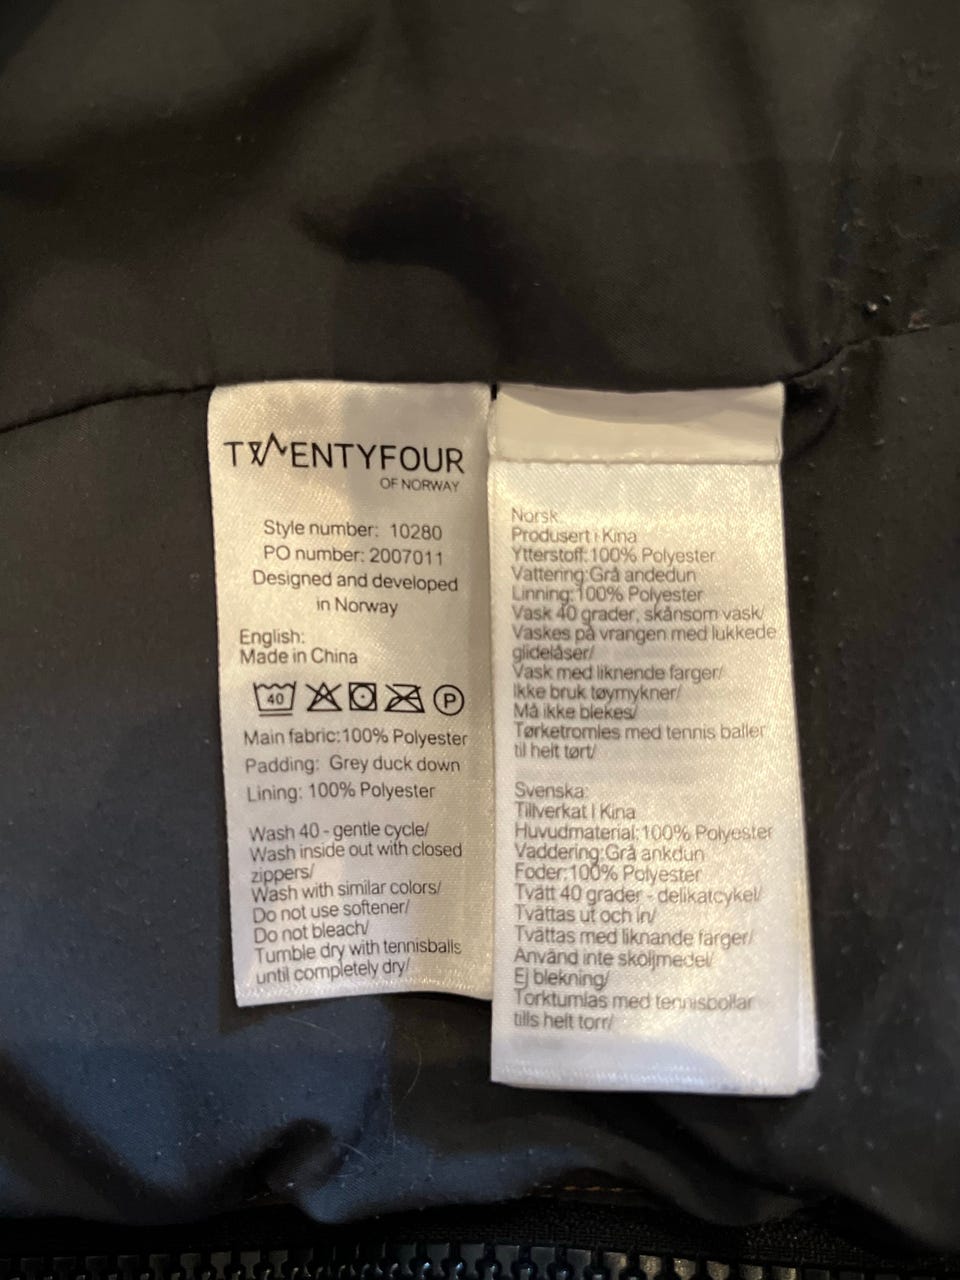 TWENTYFOUR
OF NORWAY
Style number: 10280
PO number: 2007011
Designed and developed
in Norway
English:
Made in China
40
P
Main fabric:100% Polyester
Padding: Grey duck down
Lining: 100% Polyester
Wash 40 - gentle cycle/
Wash inside out with closed
zippers/
Wash with similar colors/
Do not use softener/
Do not bleach/
Tumble dry with tennisballs
until completely dry/
Norsk:
Produsert i Kina
Ytterstoff:100% Polyester
Vattering:Grå andedun
Linning:100% Polyester
Vask 40 grader, skånsom vask/
Vaskes på vrangen med lukkede
glidelåser/
Vask med liknende farger/
Ikke bruk tøymykner/
Må ikke blekes/
Tørketromles med tennis baller
til helt tørt/
Svenska:
Tillverkat I Kina
Huvudmaterial:100% Polyester
Vaddering:Grå ankdun
Foder:100% Polyester
Tvätt 40 grader - delikatcykel/
Tvättas ut och in/
Tvättas med liknande färger/
Använd inte sköljmedel/
Ej blekning/
Torktumlas med tennisbollar
tills helt torr/